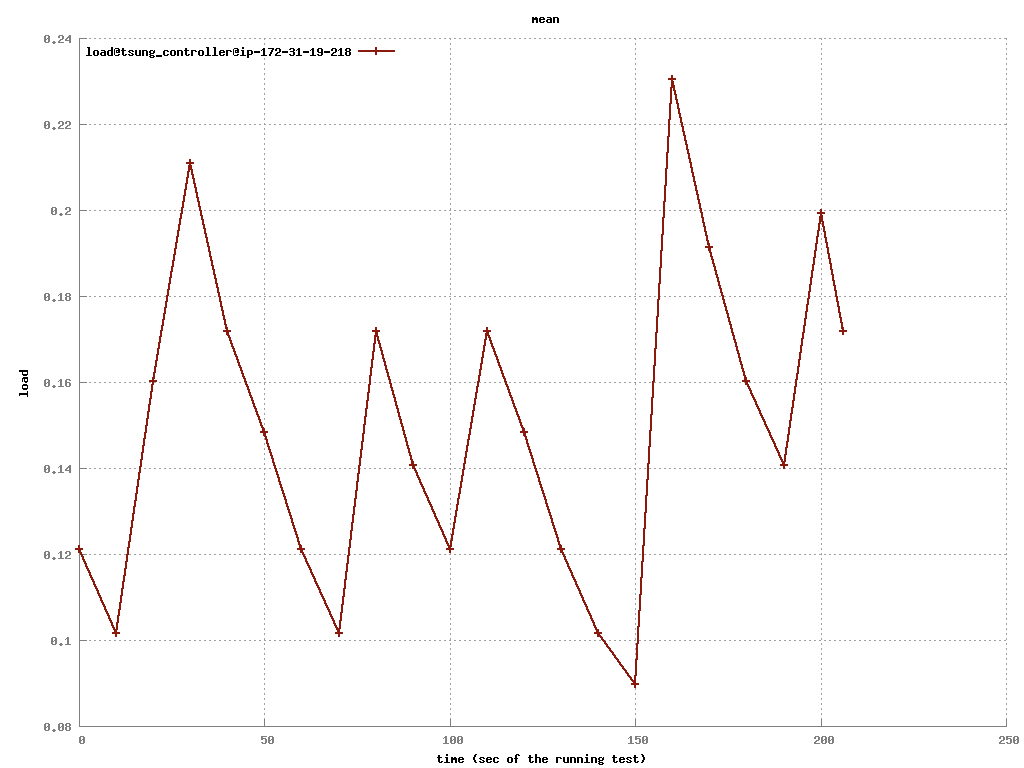 mean
load@tsung_controller@ip-172-31-19-218
0.24
0.22
0.2
0.18
0.16
0.14
0.12
0.1
0.08
load
0 50 100 150 200 250
time (sec of the running test)